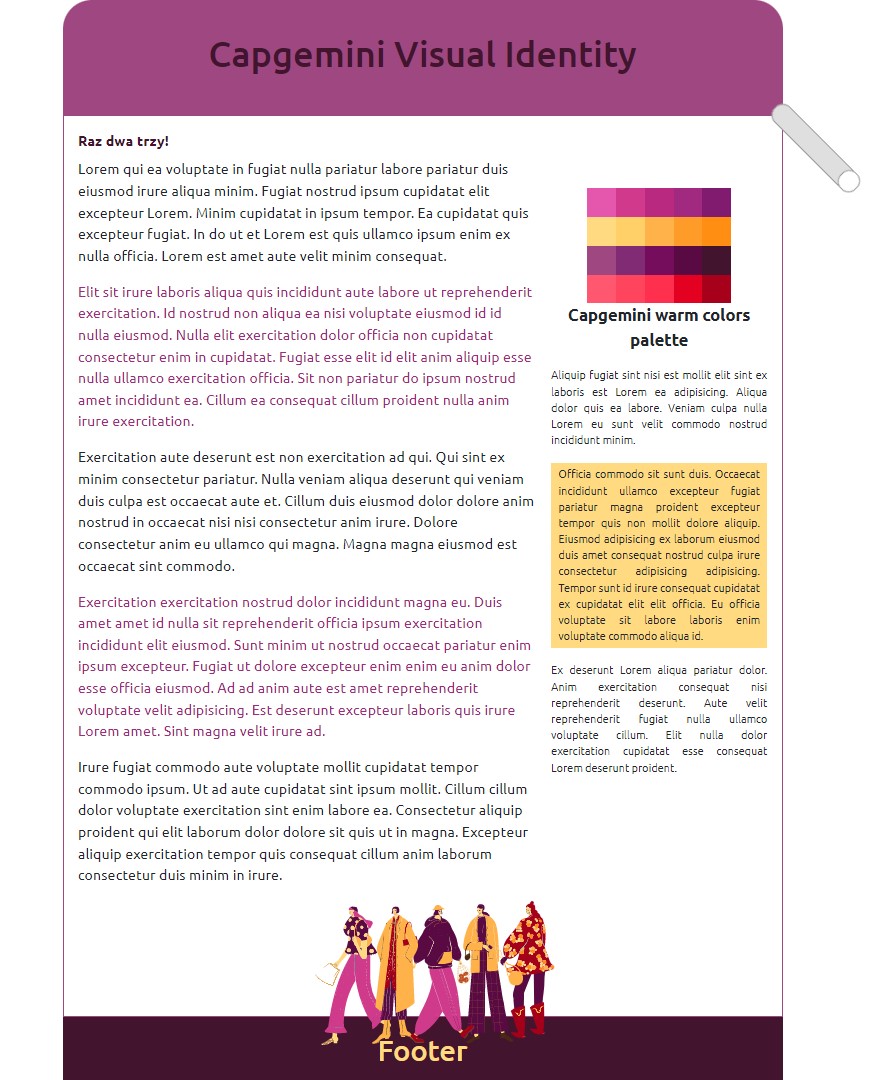 Capgemini Visual Identity
Raz dwa trzy!
Lorem qui ea voluptate in fugiat nulla pariatur labore pariatur duis
eiusmod irure aliqua minim. Fugiat nostrud ipsum cupidatat elit
excepteur Lorem. Minim cupidatat in ipsum tempor. Ea cupidatat quis
excepteur fugiat. In do ut et Lorem est quis ullamco ipsum enim ex
nulla officia. Lorem est amet aute velit minim consequat.
Elit sit irure laboris aliqua quis incididunt aute labore ut reprehenderit
exercitation. Id nostrud non aliqua ea nisi voluptate eiusmod id id
nulla eiusmod. Nulla elit exercitation dolor officia non cupidatat
consectetur enim in cupidatat. Fugiat esse elit id elit anim aliquip esse
nulla ullamco exercitation officia. Sit non pariatur do ipsum nostrud
amet incididunt ea. Cillum ea consequat cillum proident nulla anim
irure exercitation.
Exercitation aute deserunt est non exercitation ad qui. Qui sint ex
minim consectetur pariatur. Nulla veniam aliqua deserunt qui veniam
duis culpa est occaecat aute et. Cillum duis eiusmod dolor dolore anim
nostrud in occaecat nisi nisi consectetur anim irure. Dolore
consectetur anim eu ullamco qui magna. Magna magna eiusmod est
occaecat sint commodo.
Exercitation exercitation nostrud dolor incididunt magna eu. Duis
amet amet id nulla sit reprehenderit officia ipsum exercitation
incididunt elit eiusmod. Sunt minim ut nostrud occaecat pariatur enim
ipsum excepteur. Fugiat ut dolore excepteur enim enim eu anim dolor
esse officia eiusmod. Ad ad anim aute est amet reprehenderit
voluptate velit adipisicing. Est deserunt excepteur laboris quis irure
Lorem amet. Sint magna velit irure ad.
Irure fugiat commodo aute voluptate mollit cupidatat tempor
commodo ipsum. Ut ad aute cupidatat sint ipsum mollit. Cillum cillum
dolor voluptate exercitation sint enim labore ea. Consectetur aliquip
proident qui elit laborum dolor dolore sit quis ut in magna. Excepteur
aliquip exercitation tempor quis consequat cillum anim laborum
consectetur duis minim in irure.
Capgemini warm colors
palette
Aliquip fugiat sint nisi est mollit elit sint ex
laboris est Lorem ea adipisicing. Aliqua
dolor quis ea labore. Veniam culpa nulla
Lorem eu sunt velit commodo nostrud
incididunt minim.
Officia commodo sit sunt duis. Occaecat
incididunt ullamco excepteur fugiat
pariatur magna proident excepteur
tempor quis non mollit dolore aliquip.
Eiusmod adipisicing ex laborum eiusmod
duis amet consequat nostrud culpa irure
consectetur adipisicing adipisicing.
Tempor sunt id irure consequat cupidatat
ex cupidatat elit elit officia. Eu officia
voluptate sit labore laboris enim
voluptate commodo aliqua id.
Ex deserunt Lorem aliqua pariatur dolor.
Anim exercitation consequat nisi
reprehenderit deserunt. Aute velit
reprehenderit fugiat nulla ullamco
voluptate cillum. Elit nulla dolor
exercitation cupidatat esse consequat
Lorem deserunt proident.
Footer